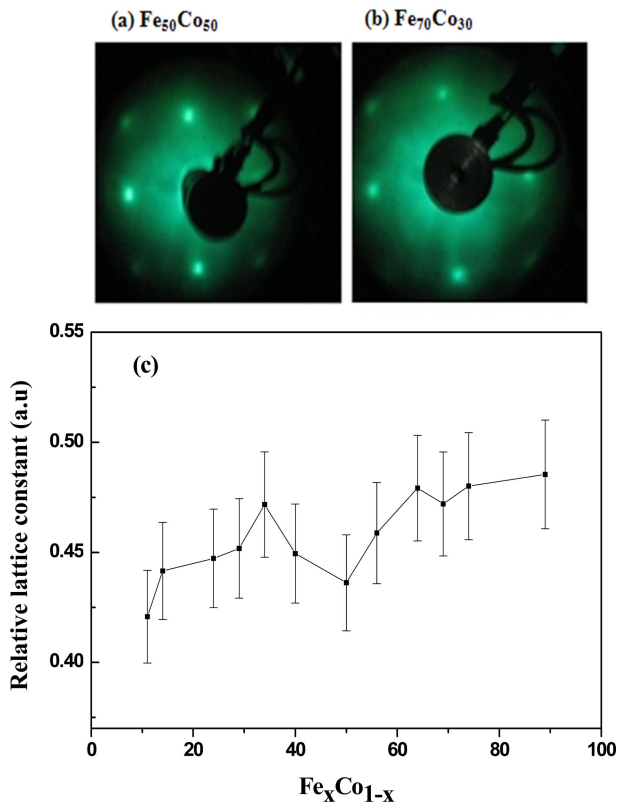 (a) Fe₅₀Co₅₀
(b) Fe₇₀Co₃₀
(c)
Relative lattice constant (a.u)
0.55
0.50
0.45
0.40
0 20 40 60 80 100
FeₓCo₁₋ₓ